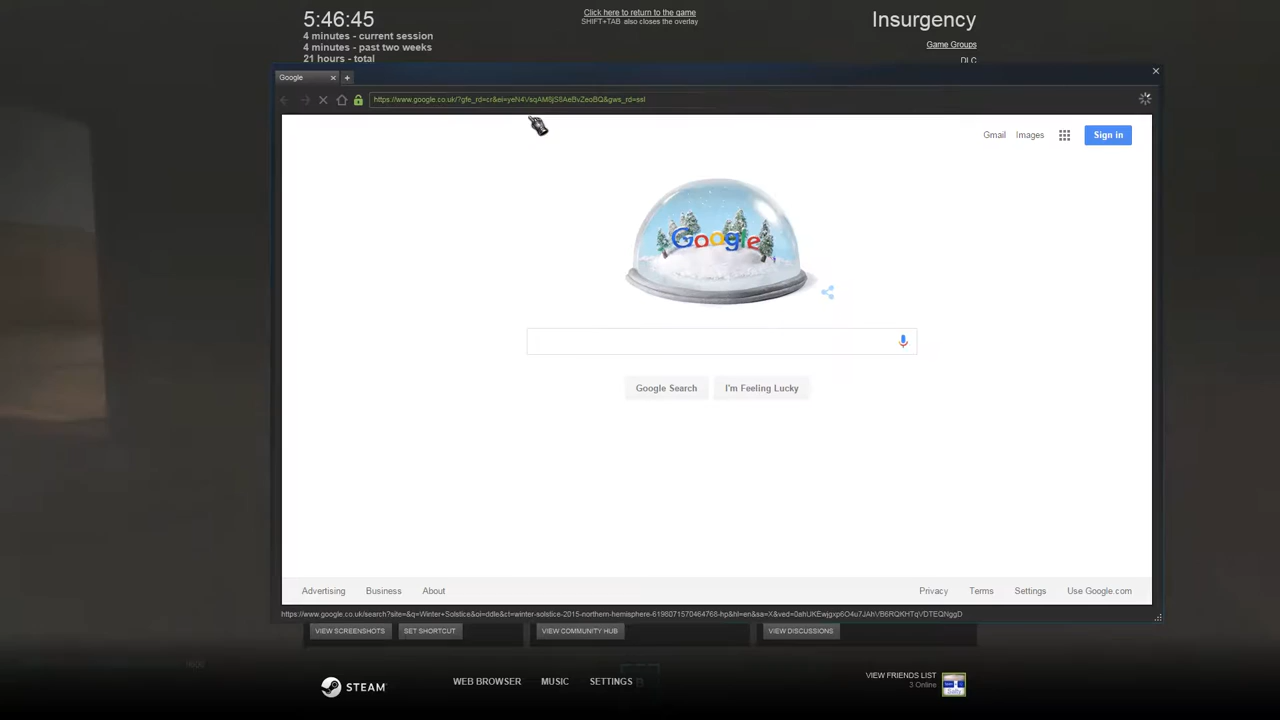 5:46:45
4 minutes - current session
4 minutes - past two weeks
21 hours - total
Click here to return to the game
SHIFT+TAB also closes the overlay
Insurgency
Game Groups
DLC
Google
Gmail
Images
Sign in
Google
Google Search
I'm Feeling Lucky
Advertising
Business
About
Privacy
Terms
Settings
Use Google.com
VIEW SCREENSHOTS
SET SHORTCUT
VIEW COMMUNITY HUB
VIEW DISCUSSIONS
STEAM
WEB BROWSER
MUSIC
SETTINGS
VIEW FRIENDS LIST
3 Online